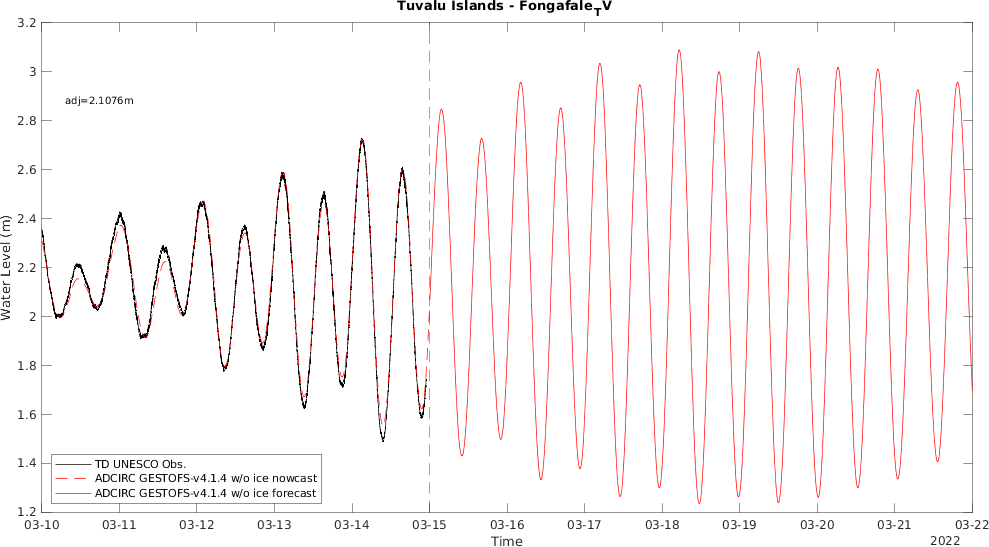 Tuvalu Islands - Fongafale_TV
3.2
3
2.8
2.6
2.4
2.2
2
1.8
1.6
1.4
1.2
Water Level (m)
adj=2.1076m
TD UNESCO Obs.
ADCIRC GESTOFS-v4.1.4 w/o ice nowcast
ADCIRC GESTOFS-v4.1.4 w/o ice forecast
03-10 03-11 03-12 03-13 03-14 03-15 03-16 03-17 03-18 03-19 03-20 03-21 03-22
Time
2022